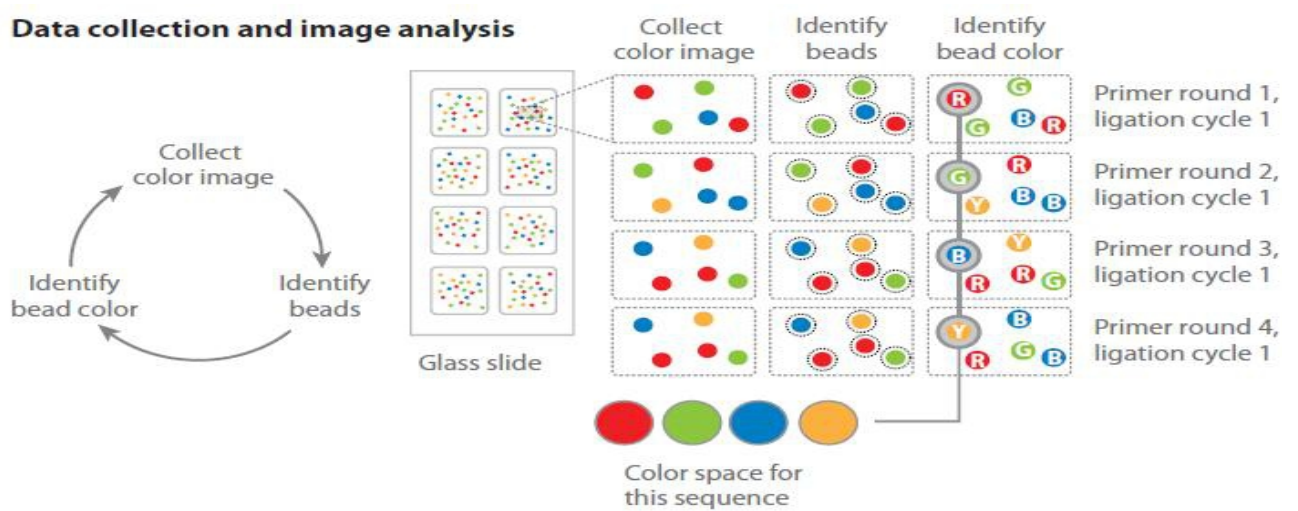 Data collection and image analysis
Collect
color image
Identify
beads
Identify
bead color
Glass slide
Collect
color image
Identify
beads
Identify
bead color
R
G
G
B
R
Primer round 1,
ligation cycle 1
G
R
Y
B
B
Primer round 2,
ligation cycle 1
B
Y
R
R
G
Primer round 3,
ligation cycle 1
Y
B
R
G
B
Primer round 4,
ligation cycle 1
Color space for
this sequence